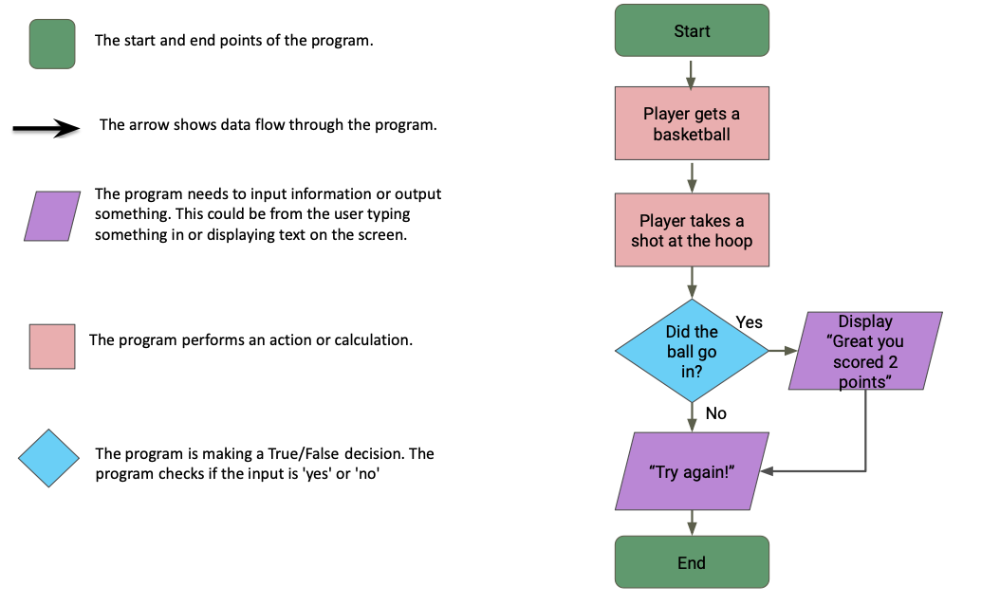 The start and end points of the program.
The arrow shows data flow through the program.
The program needs to input information or output
something. This could be from the user typing
something in or displaying text on the screen.
The program performs an action or calculation.
The program is making a True/False decision. The
program checks if the input is 'yes' or 'no'
Start
Player gets a
basketball
Player takes a
shot at the hoop
Did the
ball go
in?
Yes
Display
“Great you
scored 2
points”
No
“Try again!”
End